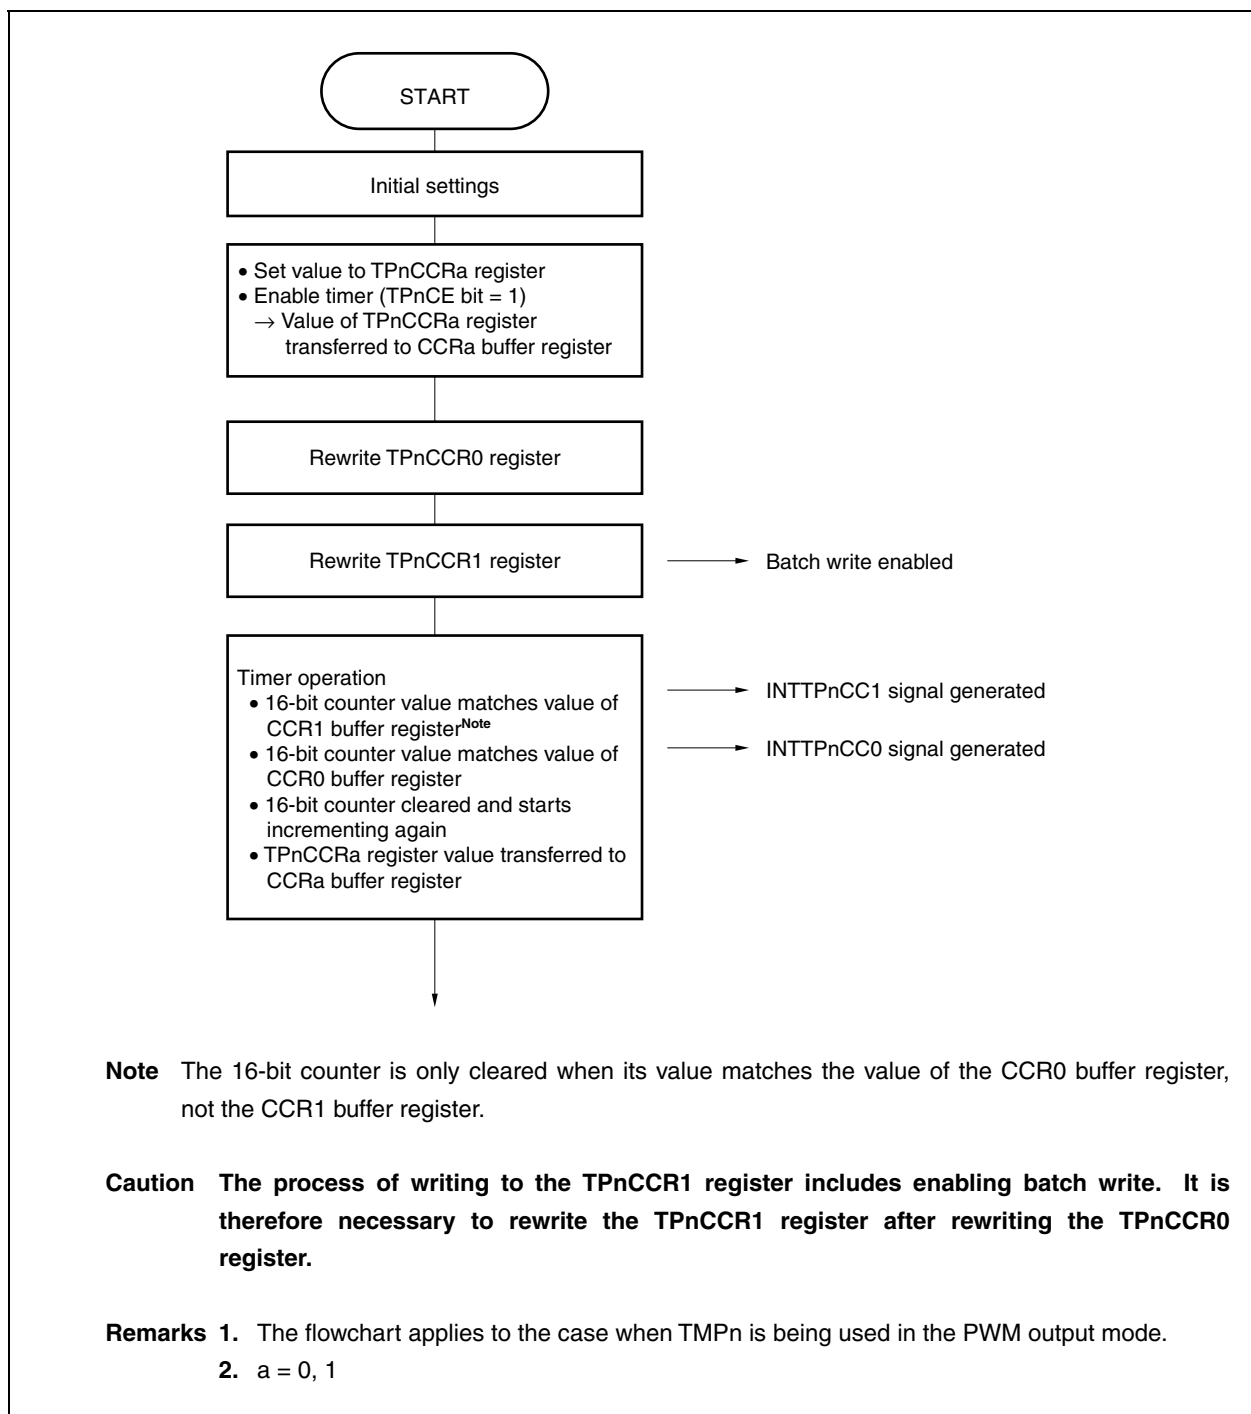 START
Initial settings
• Set value to TPnCCRa register
• Enable timer (TPnCE bit = 1)
→ Value of TPnCCRa register
transferred to CCRa buffer register
Rewrite TPnCCR0 register
Rewrite TPnCCR1 register
Batch write enabled
Timer operation
• 16-bit counter value matches value of
CCR1 buffer registerNote
• 16-bit counter value matches value of
CCR0 buffer register
• 16-bit counter cleared and starts
incrementing again
• TPnCCRa register value transferred to
CCRa buffer register
INTTPnCC1 signal generated
INTTPnCC0 signal generated
Note The 16-bit counter is only cleared when its value matches the value of the CCR0 buffer register,
not the CCR1 buffer register.
Caution The process of writing to the TPnCCR1 register includes enabling batch write. It is
therefore necessary to rewrite the TPnCCR1 register after rewriting the TPnCCR0
register.
Remarks 1. The flowchart applies to the case when TMPn is being used in the PWM output mode.
2. a = 0, 1